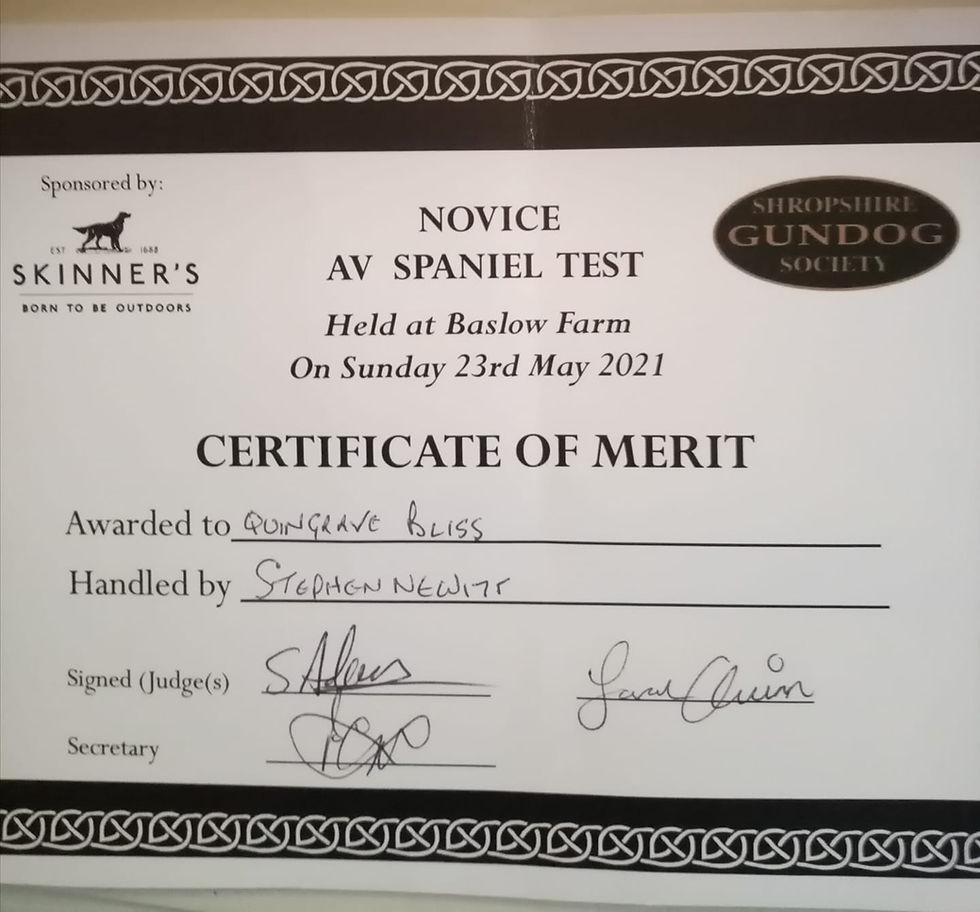 Sponsored by:
EST 1688
SKINNER'S
BORN TO BE OUTDOORS
NOVICE
AV SPANIEL TEST
Held at Baslow Farm
On Sunday 23rd May 2021
SHROPSHIRE
GUNDOG
SOCIETY
CERTIFICATE OF MERIT
Awarded to QUINGRAVE BLISS
Handled by STEPHEN NEWITT
Signed (Judge(s)
Secretary